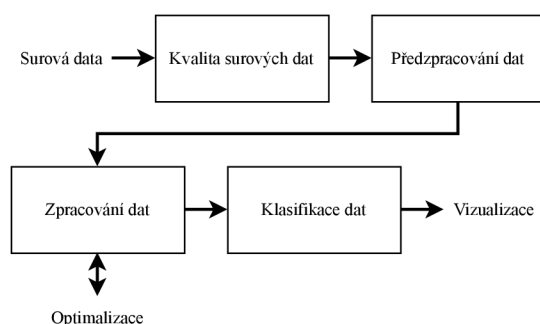 Surová data
Kvalita surových dat
Předzpracování dat
Zpracování dat
Klasifikace dat
Vizualizace
Optimalizace